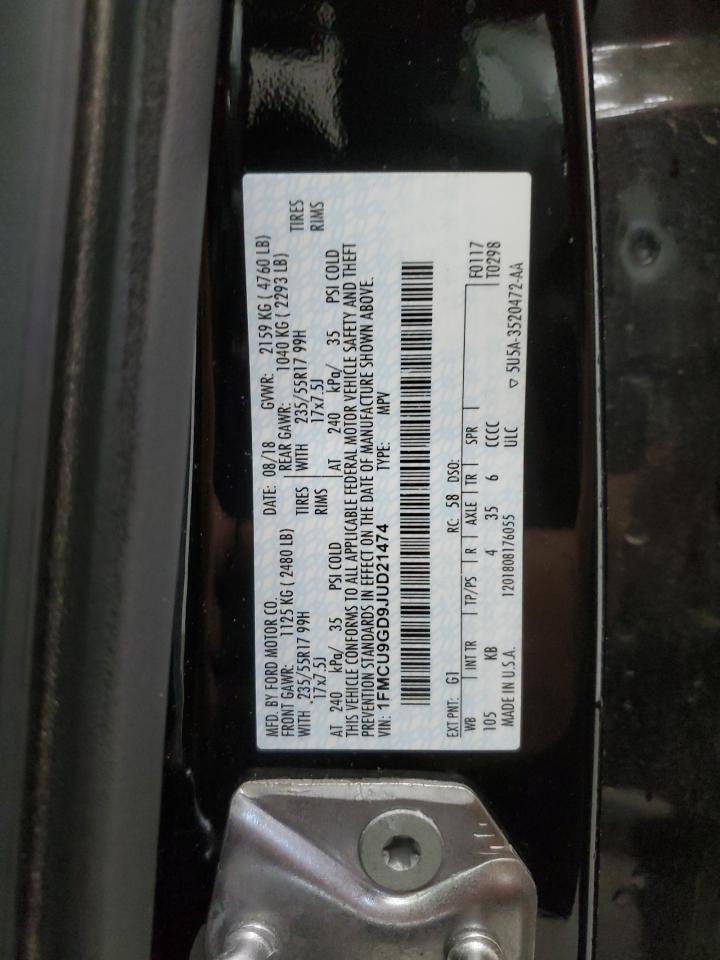 MFD. BY FORD MOTOR CO. DATE: 08/18 GVWR: 2159 KG ( 4760 LB)
FRONT GAWR: 1125 KG ( 2480 LB) REAR GAWR: 1040 KG ( 2293 LB)
WITH 235/55R17 99H TIRES WITH 235/55R17 99H TIRES
17x7.5J RIMS 17x7.5J RIMS
AT 240 kPa/ 35 PSI COLD AT 240 kPa/ 35 PSI COLD
THIS VEHICLE CONFORMS TO ALL APPLICABLE FEDERAL MOTOR VEHICLE SAFETY AND THEFT
PREVENTION STANDARDS IN EFFECT ON THE DATE OF MANUFACTURE SHOWN ABOVE.
VIN: 1FMCU9GD9JUD21474 TYPE: MPV
EXT PNT: G1 RC: 58 DSO:
WB INT TR TP/PS R AXLE TR SPR F0117
105 KB 4 35 6 CCCC T0298
MADE IN U.S.A. 1201808176055 ULC ▽ 5U5A-3520472-AA